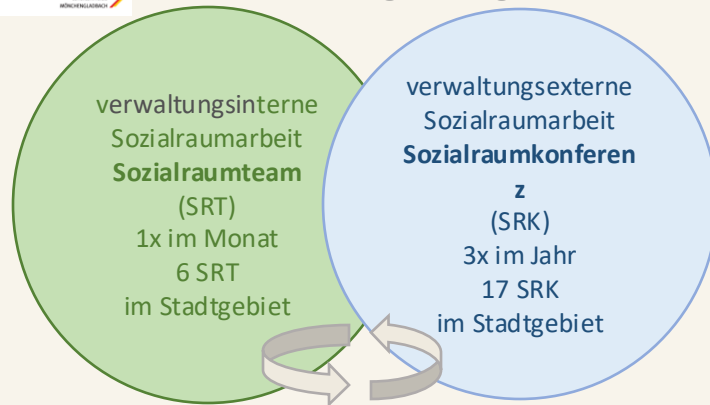 MÖNCHENGLADBACH
verwaltungsinterne
Sozialraumarbeit
Sozialraumteam
(SRT)
1x im Monat
6 SRT
im Stadtgebiet
verwaltungsexterne
Sozialraumarbeit
Sozialraumkonferen
z
(SRK)
3x im Jahr
17 SRK
im Stadtgebiet